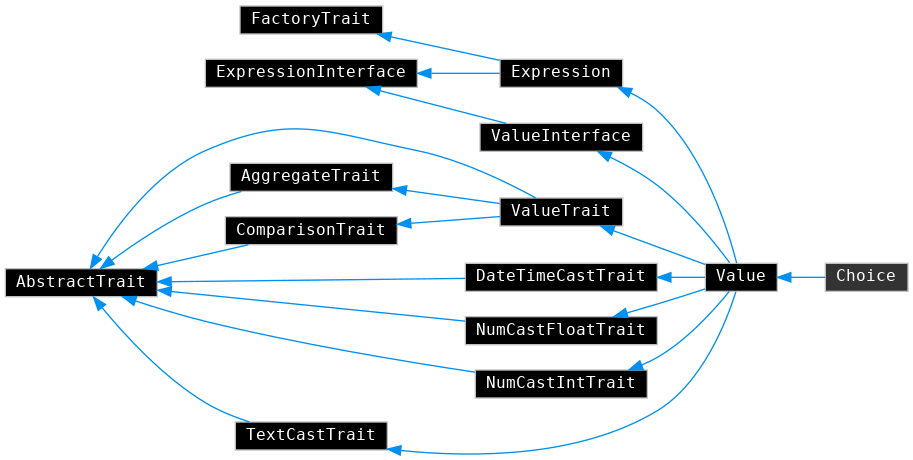 FactoryTrait
ExpressionInterface
Expression
ValueInterface
AggregateTrait
ValueTrait
ComparisonTrait
AbstractTrait
DateTimeCastTrait
Value
Choice
NumCastFloatTrait
NumCastIntTrait
TextCastTrait